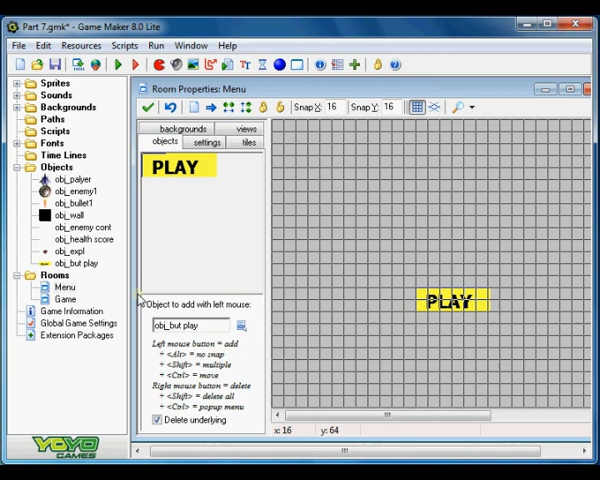 Part 7.gmk* - Game Maker 8.0 Lite
File Edit Resources Scripts Run Window Help
Sprites
Sounds
Backgrounds
Paths
Scripts
Fonts
Time Lines
Objects
obj_palyer
obj_enemy1
obj_bullet1
obj_wall
obj_enemy cont
obj_health score
obj_expl
obj_but play
Rooms
Menu
Game
Game Information
Global Game Settings
Extension Packages
YOYO
GAMES
Room Properties: Menu
Snap X: 16 Snap Y: 16
backgrounds views
objects settings tiles
PLAY
Object to add with left mouse:
obj_but play
Left mouse button = add
+ <Alt> = no snap
+ <Shift> = multiple
+ <Ctrl> = move
Right mouse button = delete
+ <Shift> = delete all
+ <Ctrl> = popup menu
Delete underlying
PLAY
x: 16 y: 64